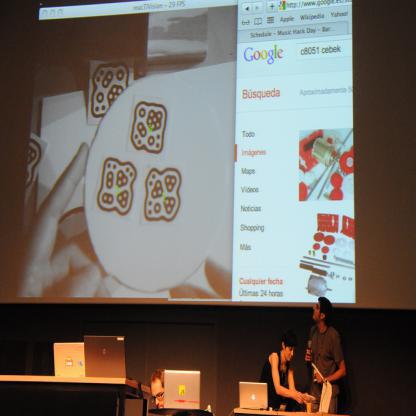 reacTIVision - 29 FPS
http://www.google.es/
Apple Wikipedia Yahoo!
Schedule - Music Hack Day - Bar...
Google
c8051 cebek
Búsqueda
Aproximadamente
Todo
Imágenes
Maps
Vídeos
Noticias
Shopping
Más
Cualquier fecha
Últimas 24 horas